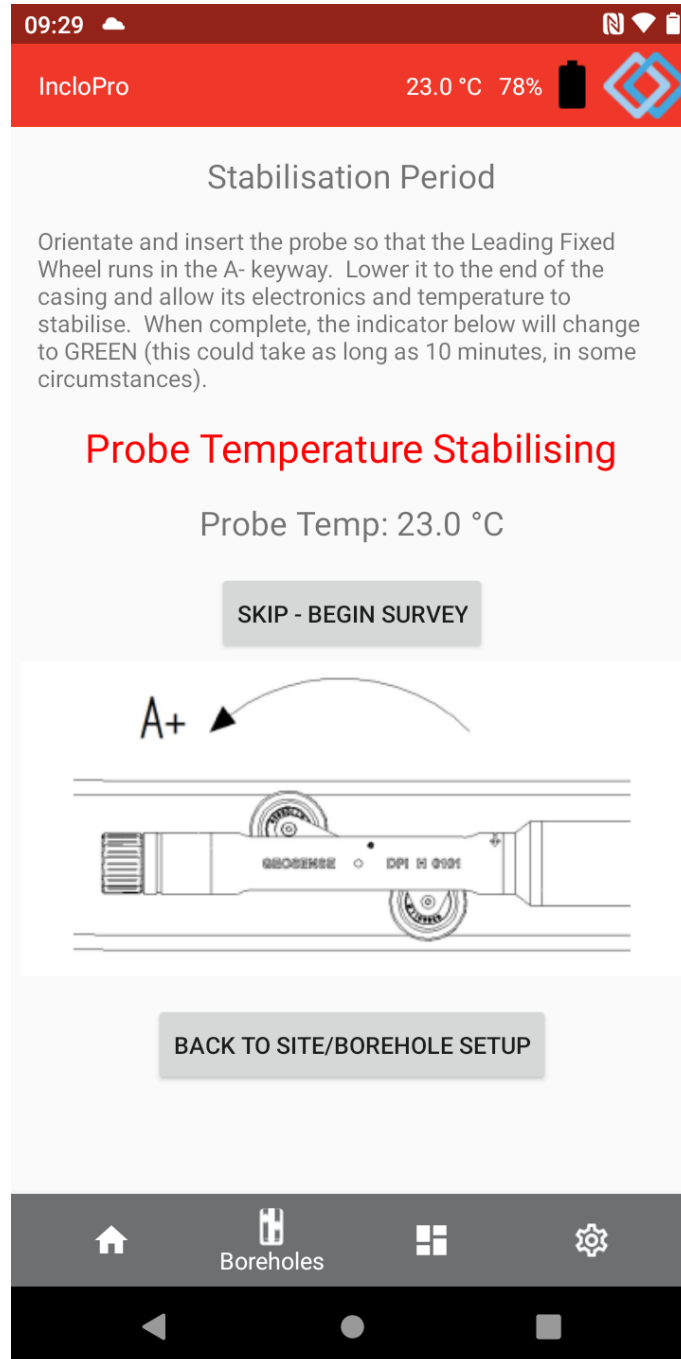 09:29
IncloPro 23.0 °C 78%
Stabilisation Period
Orientate and insert the probe so that the Leading Fixed
Wheel runs in the A- keyway.  Lower it to the end of the
casing and allow its electronics and temperature to
stabilise.  When complete, the indicator below will change
to GREEN (this could take as long as 10 minutes, in some
circumstances).
Probe Temperature Stabilising
Probe Temp: 23.0 °C
SKIP - BEGIN SURVEY
A+
GEOSENSE DPI H 0101
BACK TO SITE/BOREHOLE SETUP
Boreholes